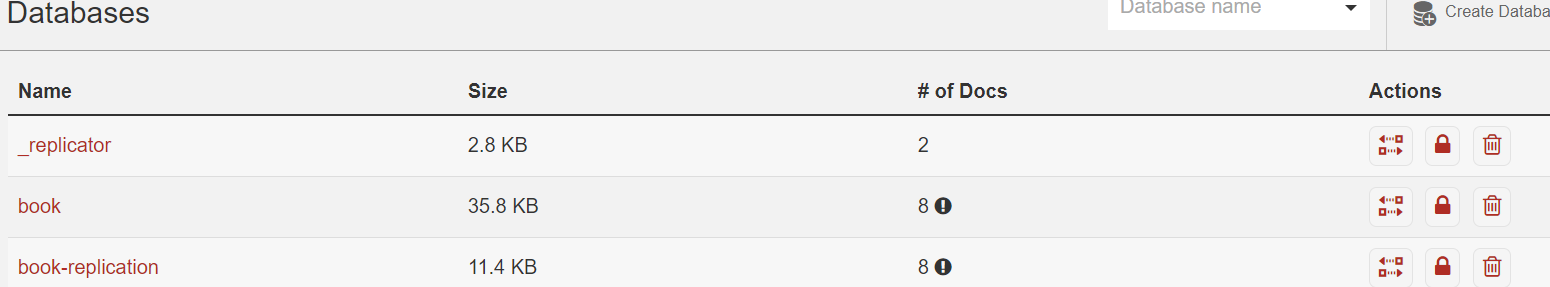 Databases
Database name
Create Databa
Name Size # of Docs Actions
_replicator 2.8 KB 2
book 35.8 KB 8
book-replication 11.4 KB 8